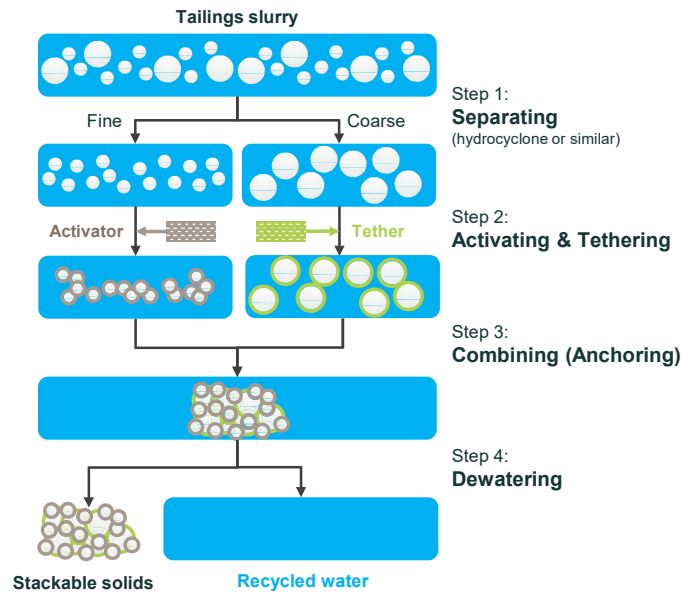 Tailings slurry
Step 1:
Separating
(hydrocyclone or similar)
Fine
Coarse
Step 2:
Activating & Tethering
Activator
Tether
Step 3:
Combining (Anchoring)
Step 4:
Dewatering
Stackable solids
Recycled water